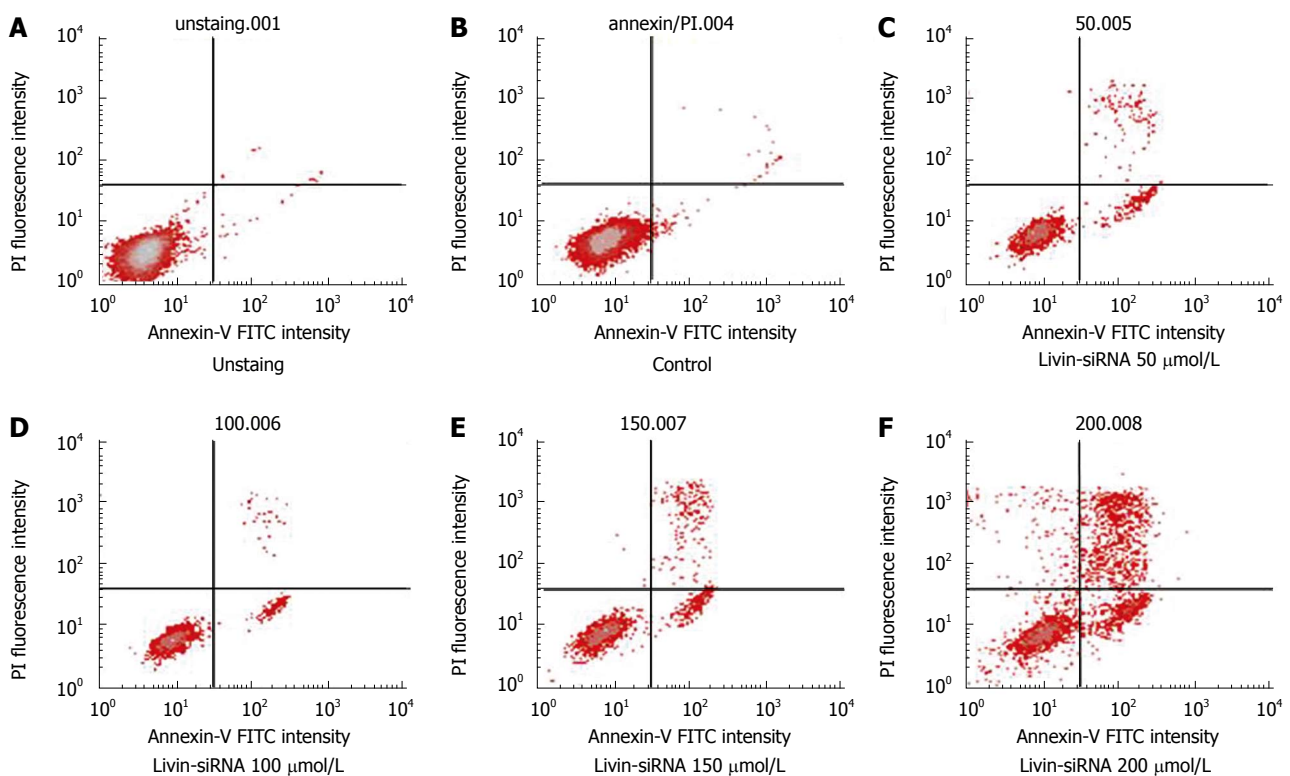 A
unstaing.001
PI fluorescence intensity
10⁴
10³
10²
10¹
10⁰
10⁰ 10¹ 10² 10³ 10⁴
Annexin-V FITC intensity
Unstaing
B
annexin/PI.004
PI fluorescence intensity
10⁴
10³
10²
10¹
10⁰
10⁰ 10¹ 10² 10³ 10⁴
Annexin-V FITC intensity
Control
C
50.005
PI fluorescence intensity
10⁴
10³
10²
10¹
10⁰
10⁰ 10¹ 10² 10³ 10⁴
Annexin-V FITC intensity
Livin-siRNA 50 μmol/L
D
100.006
PI fluorescence intensity
10⁴
10³
10²
10¹
10⁰
10⁰ 10¹ 10² 10³ 10⁴
Annexin-V FITC intensity
Livin-siRNA 100 μmol/L
E
150.007
PI fluorescence intensity
10⁴
10³
10²
10¹
10⁰
10⁰ 10¹ 10² 10³ 10⁴
Annexin-V FITC intensity
Livin-siRNA 150 μmol/L
F
200.008
PI fluorescence intensity
10⁴
10³
10²
10¹
10⁰
10⁰ 10¹ 10² 10³ 10⁴
Annexin-V FITC intensity
Livin-siRNA 200 μmol/L